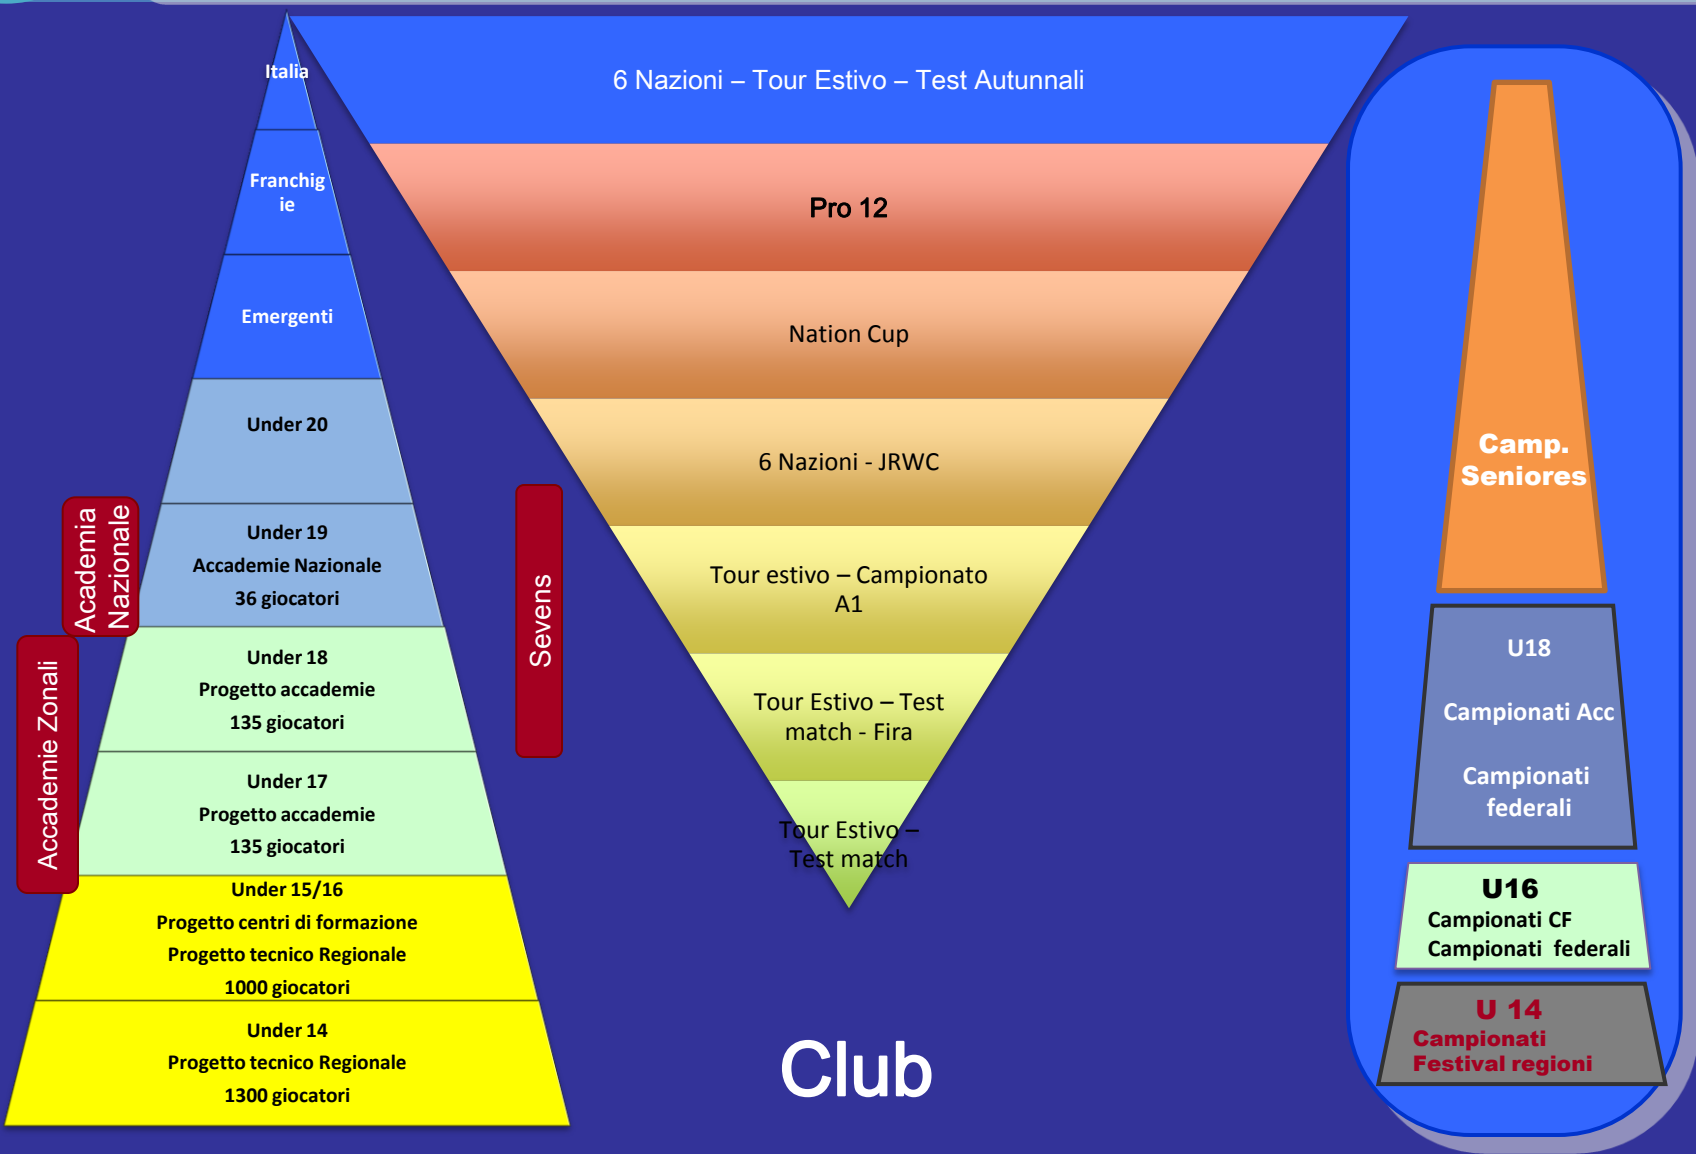 Italia
Franchig
ie
Emergenti
Under 20
Under 19
Accademie Nazionale
36 giocatori
Under 18
Progetto accademie
135 giocatori
Under 17
Progetto accademie
135 giocatori
Under 15/16
Progetto centri di formazione
Progetto tecnico Regionale
1000 giocatori
Under 14
Progetto tecnico Regionale
1300 giocatori
Academia
Nazionale
Accademie Zonali
Sevens
6 Nazioni – Tour Estivo – Test Autunnali
Pro 12
Nation Cup
6 Nazioni - JRWC
Tour estivo – Campionato
A1
Tour Estivo – Test
match - Fira
Tour Estivo –
Test match
Club
Camp.
Seniores
U18
Campionati Acc
Campionati
federali
U16
Campionati CF
Campionati federali
U 14
Campionati
Festival regioni